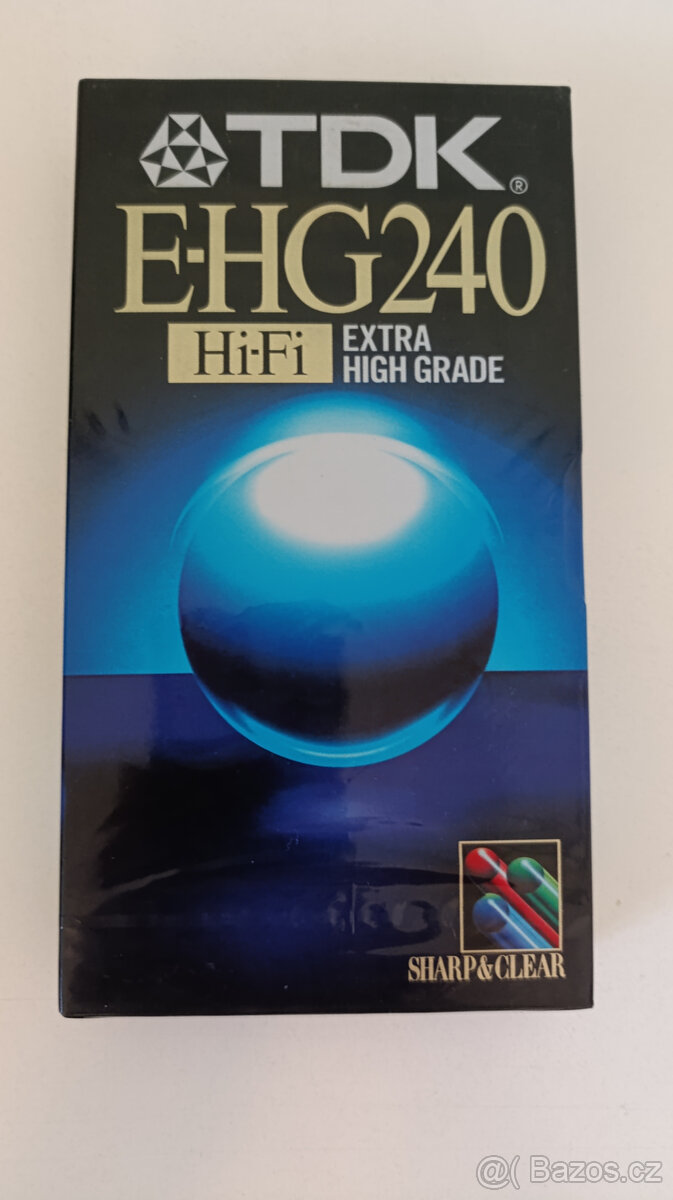 TDK®
E-HG240
Hi-Fi
EXTRA
HIGH GRADE
SHARP&CLEAR
@( Bazos.cz